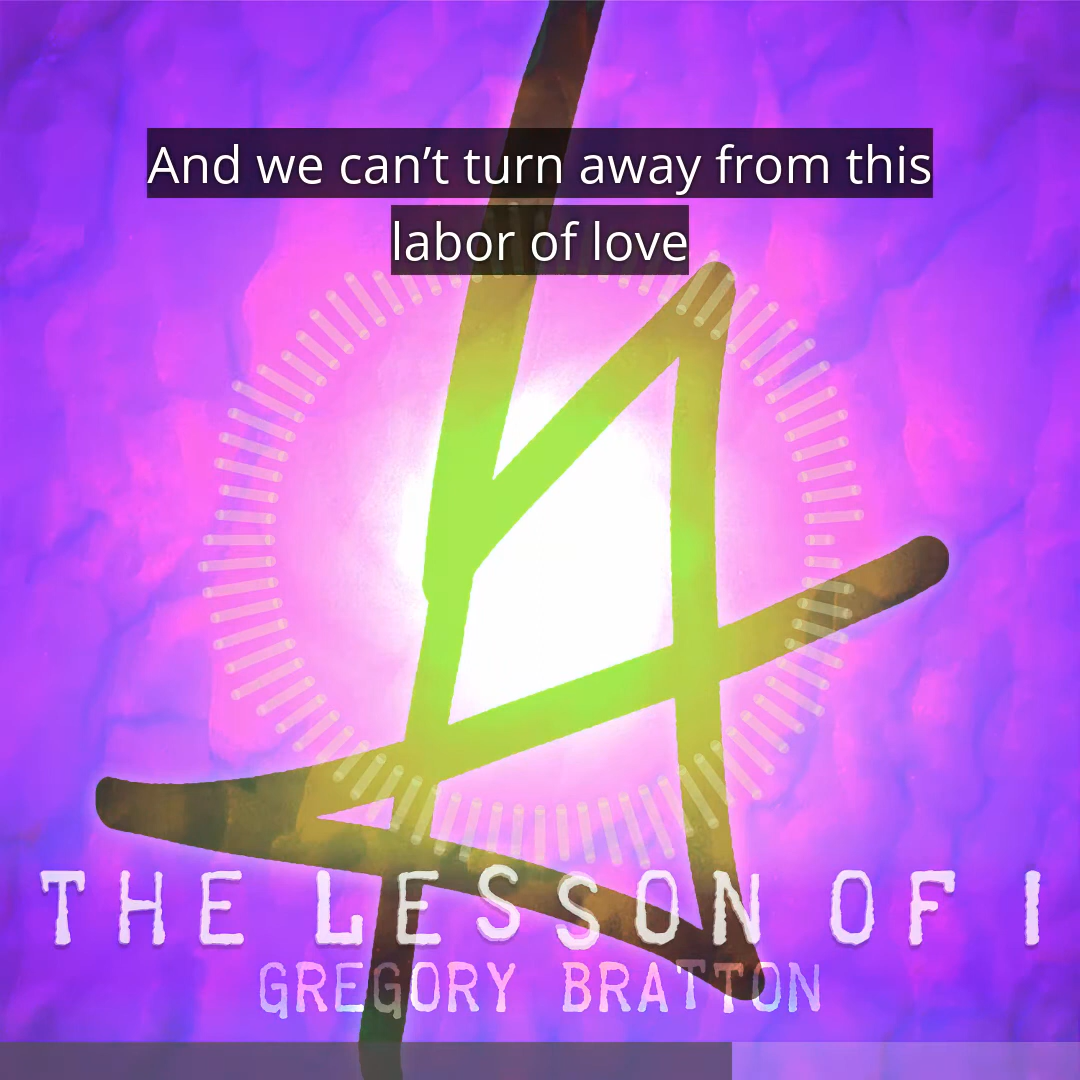 And we can’t turn away from this
labor of love
THE LESSON OF I
GREGORY BRATTON